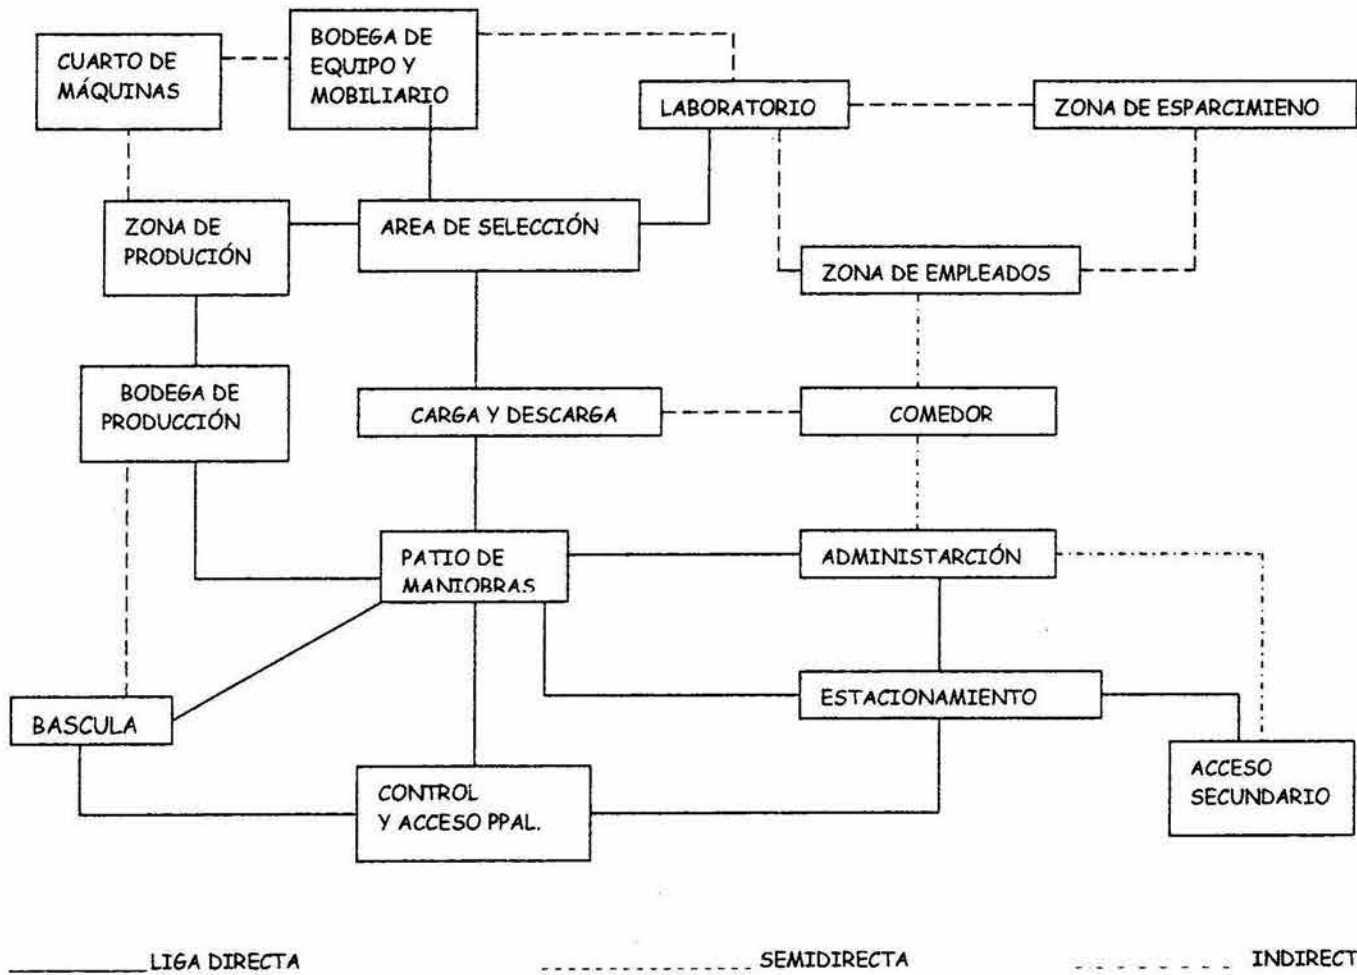 CUARTO DE
MÁQUINAS
BODEGA DE
EQUIPO Y
MOBILIARIO
LABORATORIO
ZONA DE ESPARCIMIENO
ZONA DE
PRODUCIÓN
AREA DE SELECCIÓN
ZONA DE EMPLEADOS
BODEGA DE
PRODUCCIÓN
CARGA Y DESCARGA
COMEDOR
PATIO DE
MANIOBRAS
ADMINISTARCIÓN
BASCULA
ESTACIONAMIENTO
CONTROL
Y ACCESO PPAL.
ACCESO
SECUNDARIO
LIGA DIRECTA
SEMIDIRECTA
INDIRECT